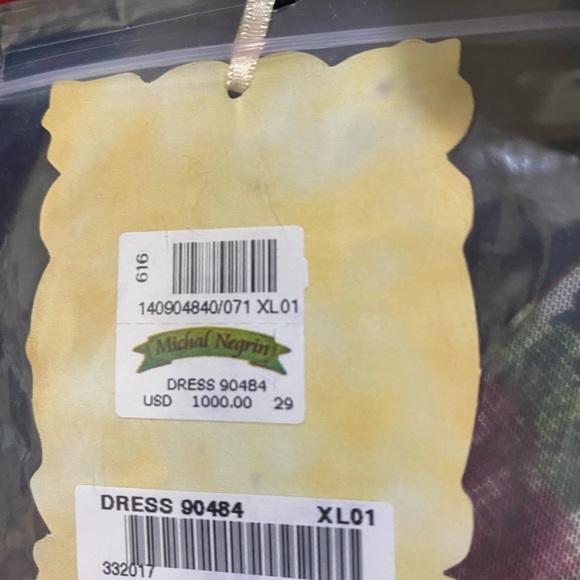 616
140904840/071 XL01
Michal Negrin
DRESS 90484
USD 1000.00 29
DRESS 90484 XL01
332017